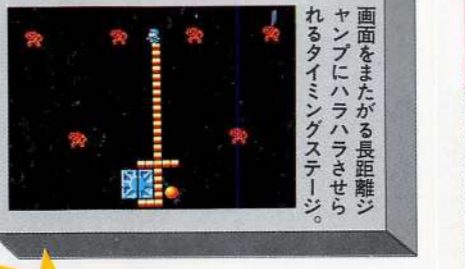 画面をまたがる長距離ジ
ャンプにハラハラさせら
れるタイミングステージ。